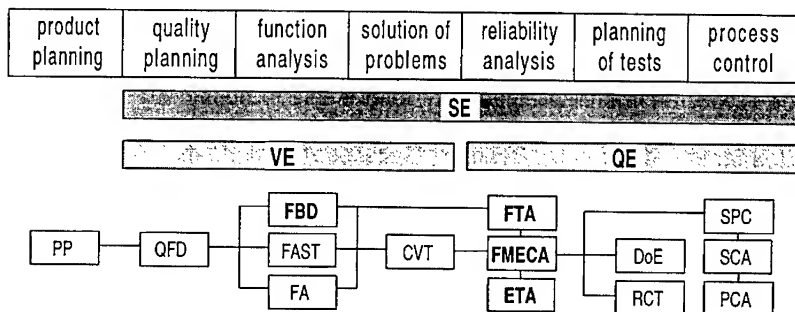 product quality function solution of reliability planning process
planning planning analysis problems analysis of tests control
SE
VE QE
FBD FTA SPC
PP QFD FAST CVT FMECA DoE SCA
FA ETA RCT PCA